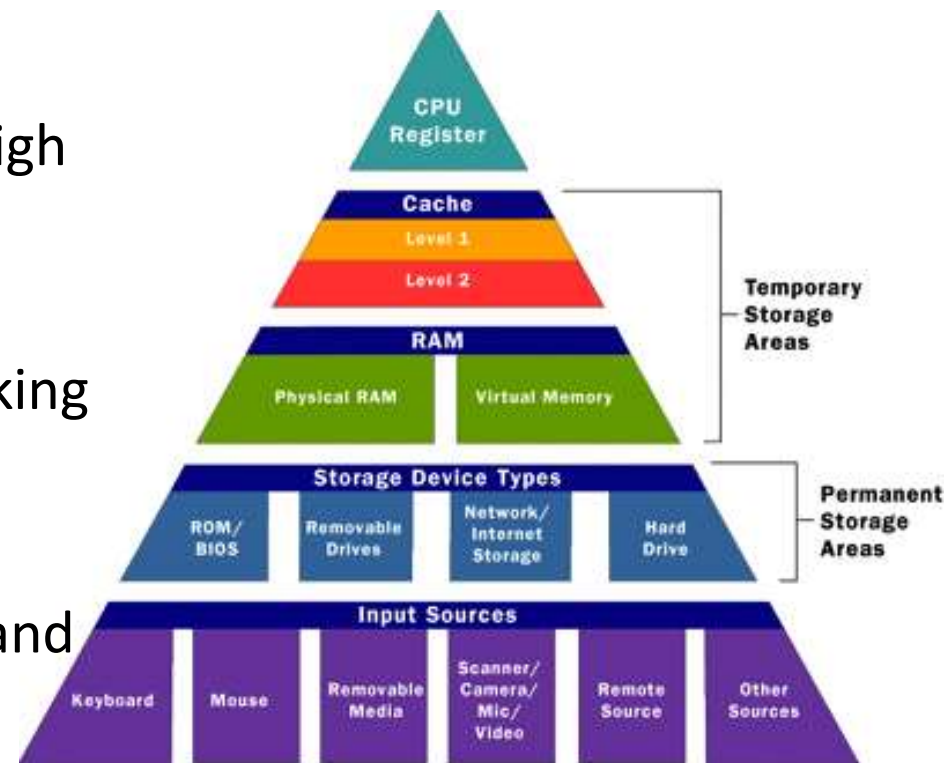 CPU
Register
igh
Cache
Level 1
Level 2
Temporary
Storage
Areas
RAM
king
Physical RAM
Virtual Memory
Storage Device Types
ROM/
BIOS
Removable
Drives
Network/
Internet
Storage
Hard
Drive
Permanent
Storage
Areas
Input Sources
and
Keyboard
Mouse
Removable
Media
Scanner/
Camera/
Mic/
Video
Remote
Source
Other
Sources